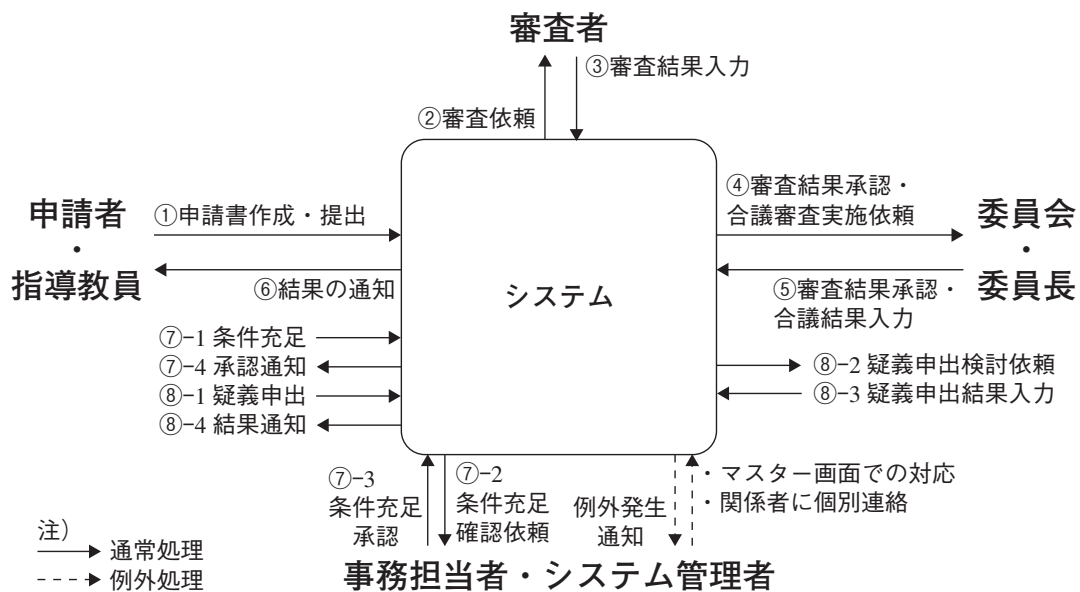 審査者
③審査結果入力
②審査依頼
申請者
・
指導教員
①申請書作成・提出
⑥結果の通知
⑦-1 条件充足
⑦-4 承認通知
⑧-1 疑義申出
⑧-4 結果通知
システム
④審査結果承認・
合議審査実施依頼
委員会
・
委員長
⑤審査結果承認・
合議結果入力
⑧-2 疑義申出検討依頼
⑧-3 疑義申出結果入力
⑦-3
条件充足
承認
⑦-2
条件充足
確認依頼
例外発生
通知
・マスター画面での対応
・関係者に個別連絡
注）
通常処理
例外処理
事務担当者・システム管理者